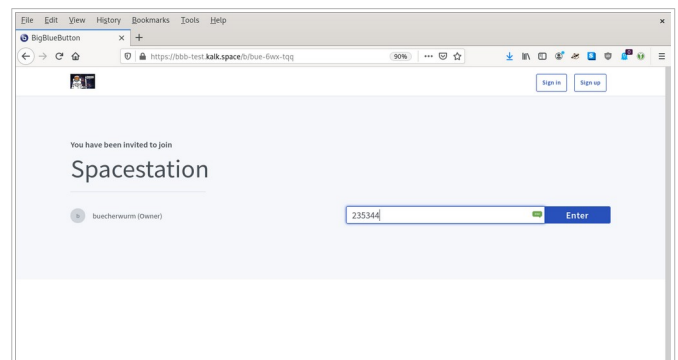 File Edit View History Bookmarks Tools Help
BigBlueButton
https://bbb-test.kalk.space/b/bue-6wx-tqq 90%
Sign in Sign up
You have been invited to join
Spacestation
b buecherwurm (Owner) 235344 Enter